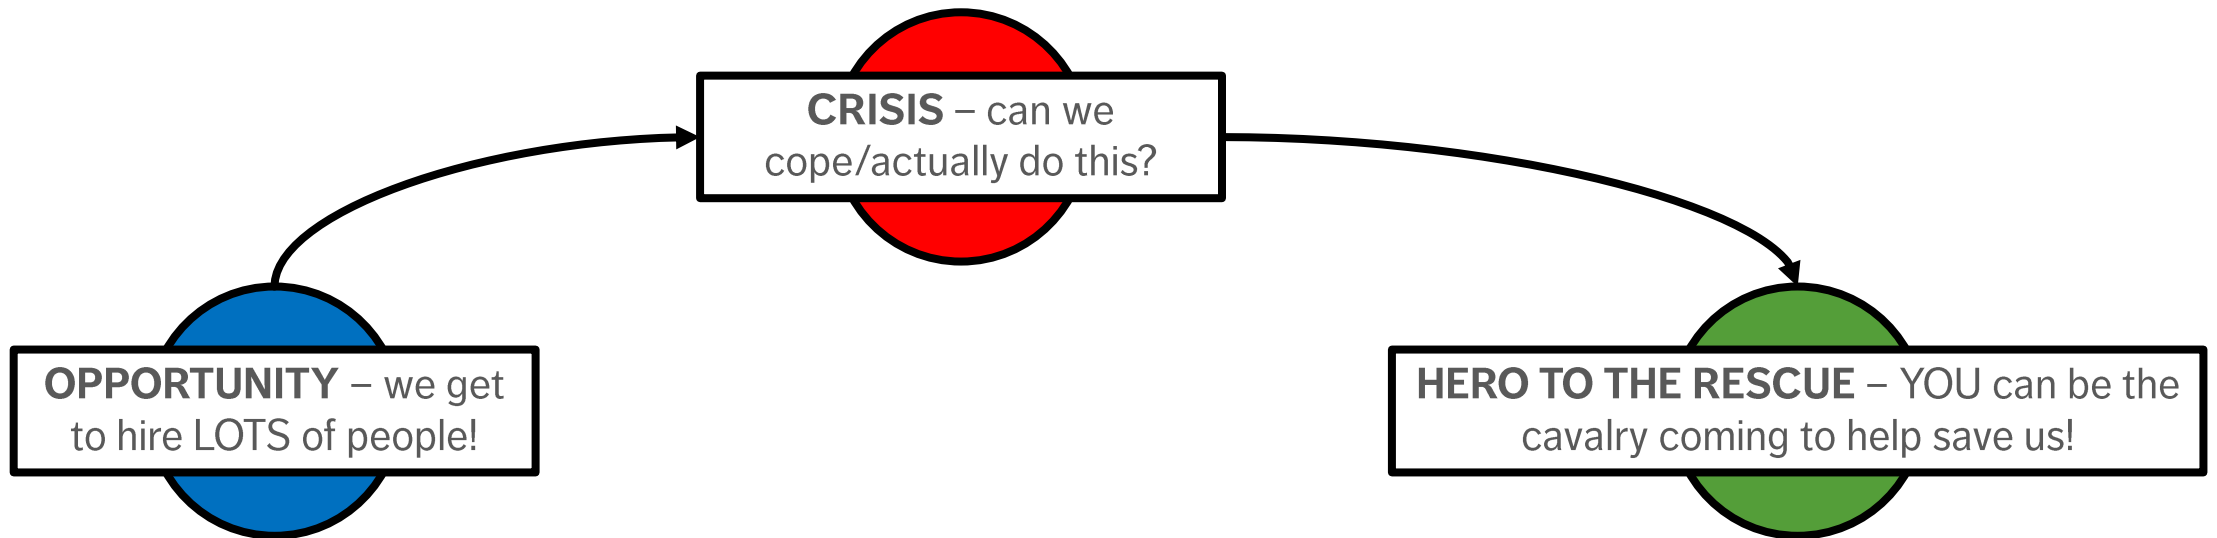 CRISIS – can we
cope/actually do this?
OPPORTUNITY – we get
to hire LOTS of people!
HERO TO THE RESCUE – YOU can be the
cavalry coming to help save us!